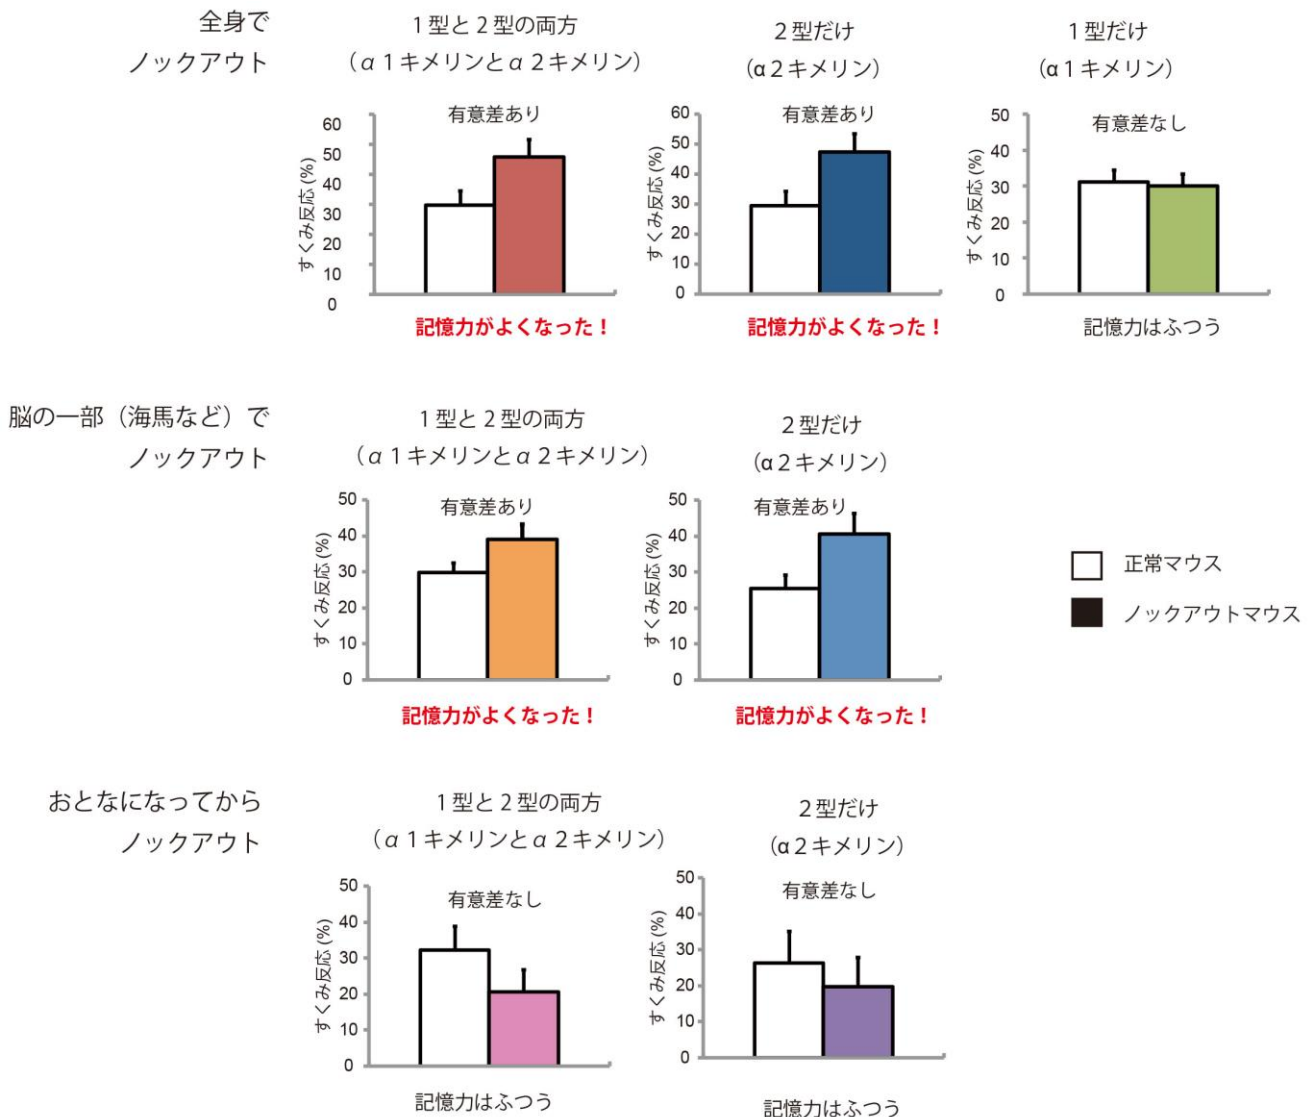 全身で
ノックアウト
１型と２型の両方
（α１キメリンとα２キメリン）
２型だけ
（α２キメリン）
１型だけ
（α１キメリン）
有意差あり
すくみ反応 (%)
60
50
40
30
20
10
0
記憶力がよくなった！
有意差あり
すくみ反応 (%)
60
50
40
30
20
10
0
記憶力がよくなった！
有意差なし
すくみ反応 (%)
50
40
30
20
10
0
記憶力はふつう
脳の一部（海馬など）で
ノックアウト
１型と２型の両方
（α１キメリンとα２キメリン）
２型だけ
（α２キメリン）
有意差あり
すくみ反応 (%)
50
40
30
20
10
0
記憶力がよくなった！
有意差あり
すくみ反応 (%)
50
40
30
20
10
0
記憶力がよくなった！
正常マウス
ノックアウトマウス
おとなになってから
ノックアウト
１型と２型の両方
（α１キメリンとα２キメリン）
２型だけ
（α２キメリン）
有意差なし
すくみ反応 (%)
50
40
30
20
10
0
記憶力はふつう
有意差なし
すくみ反応 (%)
50
40
30
20
10
0
記憶力はふつう